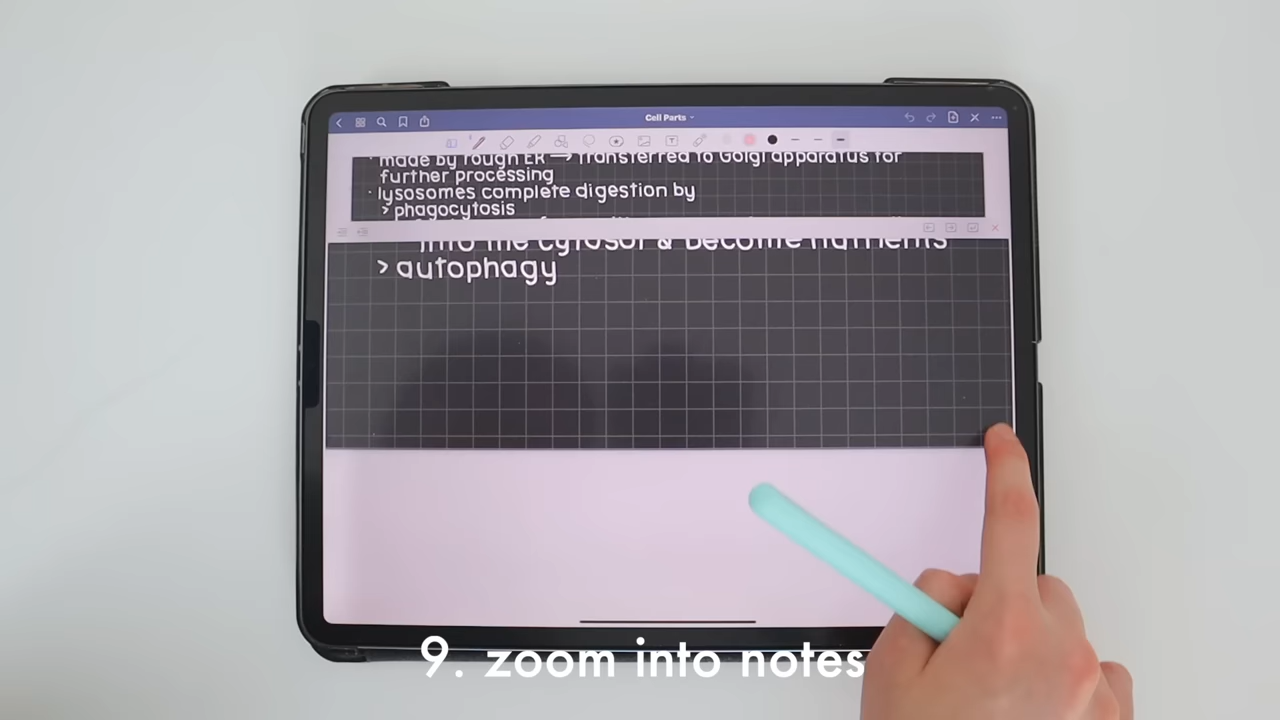 Cell Parts
· made by rough ER → transferred to Golgi apparatus for
further processing
· lysosomes complete digestion by
> phagocytosis
into the cytosol & become nutrients
> autophagy
9. zoom into notes